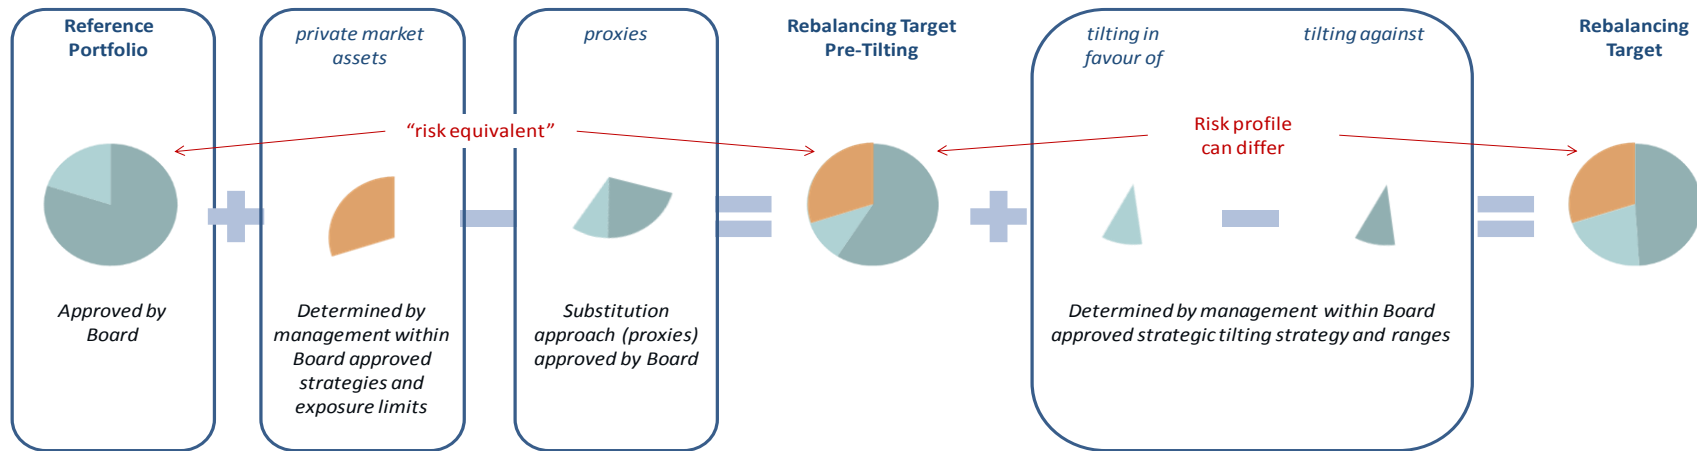 Reference
Portfolio
private market
assets
proxies
Rebalancing Target
Pre-Tilting
tilting in
favour of
tilting against
Rebalancing
Target
“risk equivalent”
Risk profile
can differ
Approved by
Board
Determined by
management within
Board approved
strategies and
exposure limits
Substitution
approach (proxies)
approved by Board
Determined by management within Board
approved strategic tilting strategy and ranges